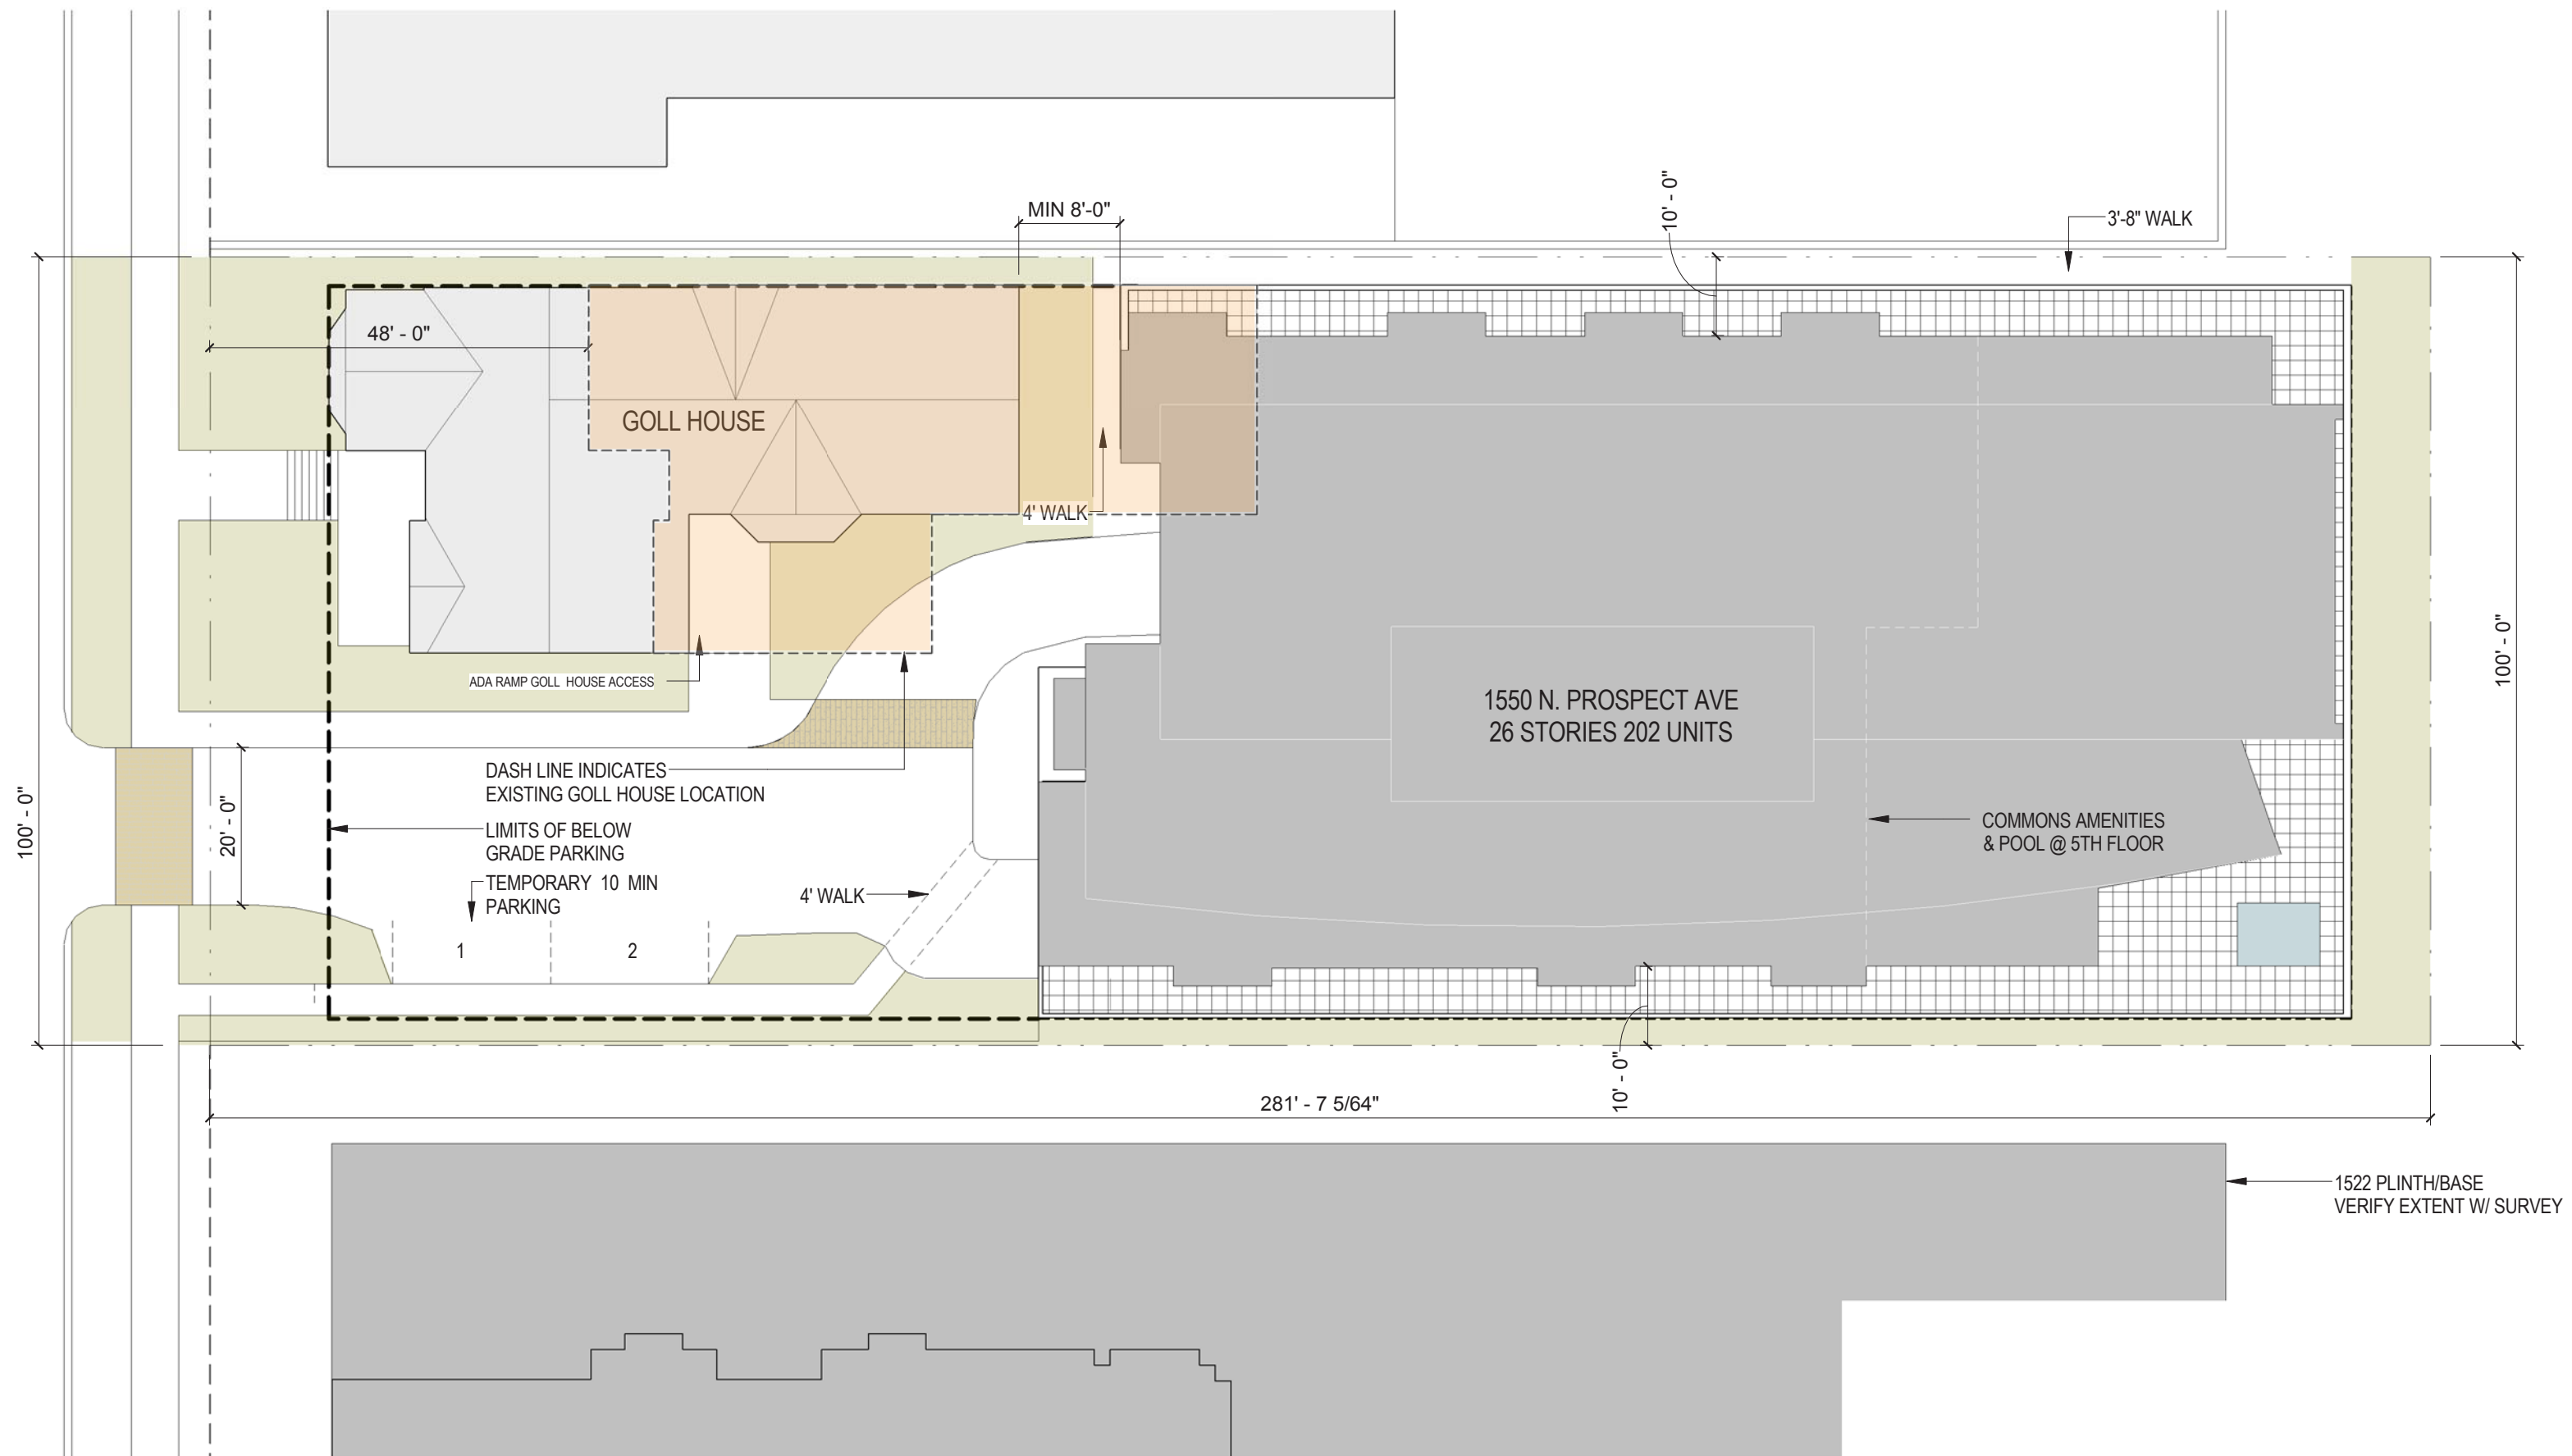 10' - 0"
MIN 8'-0"
3'-8" WALK
48' - 0"
GOLL HOUSE
4' WALK
ADA RAMP GOLL  HOUSE ACCESS
100' - 0"
1550 N. PROSPECT AVE
26 STORIES 202 UNITS
DASH LINE INDICATES
EXISTING GOLL HOUSE LOCATION
100' - 0"
20' - 0"
LIMITS OF BELOW
GRADE PARKING
COMMONS AMENITIES
& POOL @ 5TH FLOOR
TEMPORARY  10  MIN
PARKING
4' WALK
1
2
10' - 0"
281' - 7 5/64"
1522 PLINTH/BASE
VERIFY EXTENT W/ SURVEY